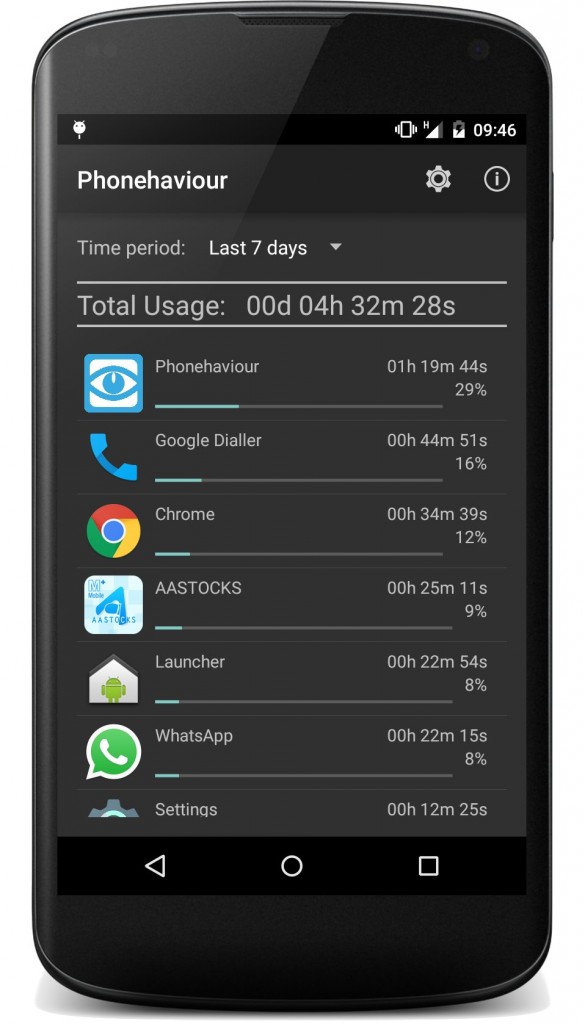 H 09:46
Phonehaviour
Time period: Last 7 days
Total Usage: 00d 04h 32m 28s
Phonehaviour 01h 19m 44s
29%
Google Dialler 00h 44m 51s
16%
Chrome 00h 34m 39s
12%
M+
Mobile
AASTOCKS
AASTOCKS 00h 25m 11s
9%
Launcher 00h 22m 54s
8%
WhatsApp 00h 22m 15s
8%
Settings 00h 12m 25s